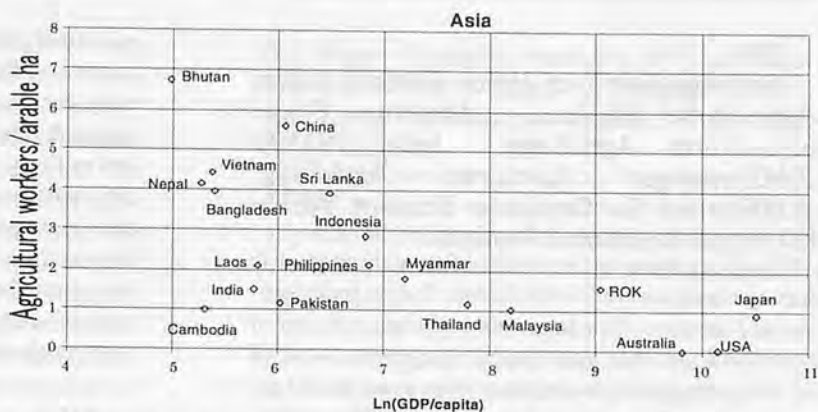 Asia
Agricultural workers/arable ha
8
7
6
5
4
3
2
1
0
Bhutan
China
Vietnam
Nepal
Sri Lanka
Bangladesh
Indonesia
Laos
Philippines
Myanmar
India
Pakistan
ROK
Japan
Cambodia
Thailand
Malaysia
Australia
USA
4 5 6 7 8 9 10 11
Ln(GDP/capita)